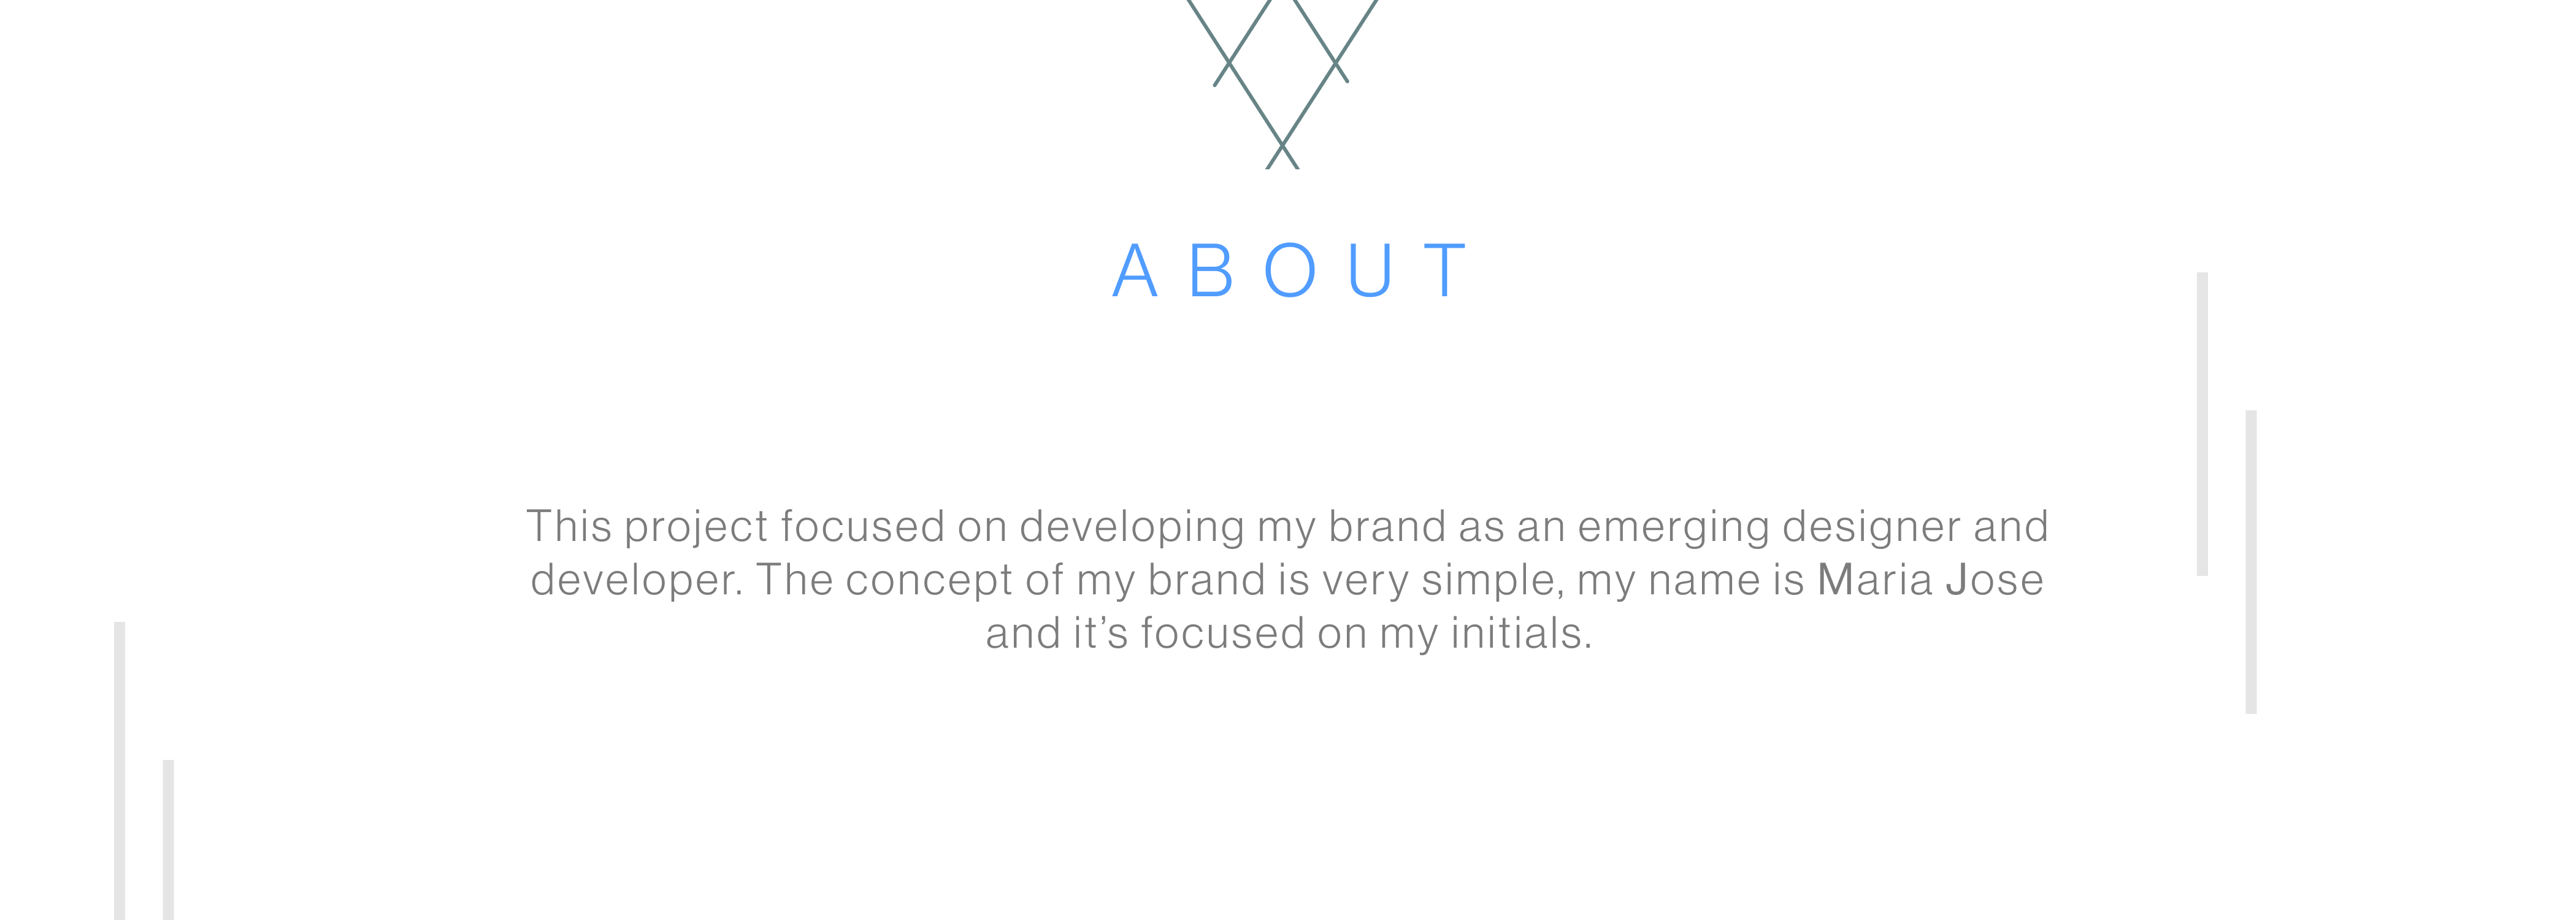 ABOUT
This project focused on developing my brand as an emerging designer and
developer. The concept of my brand is very simple, my name is Maria Jose
and it’s focused on my initials.